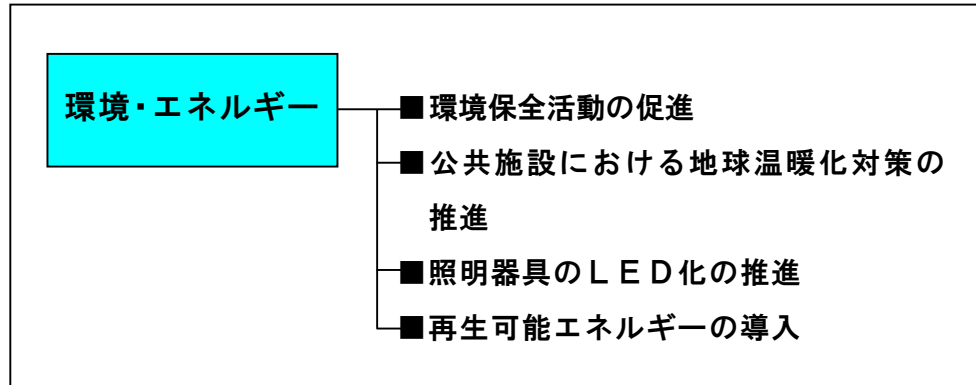 環境・エネルギー
■環境保全活動の促進
■公共施設における地球温暖化対策の
推進
■照明器具のＬＥＤ化の推進
■再生可能エネルギーの導入